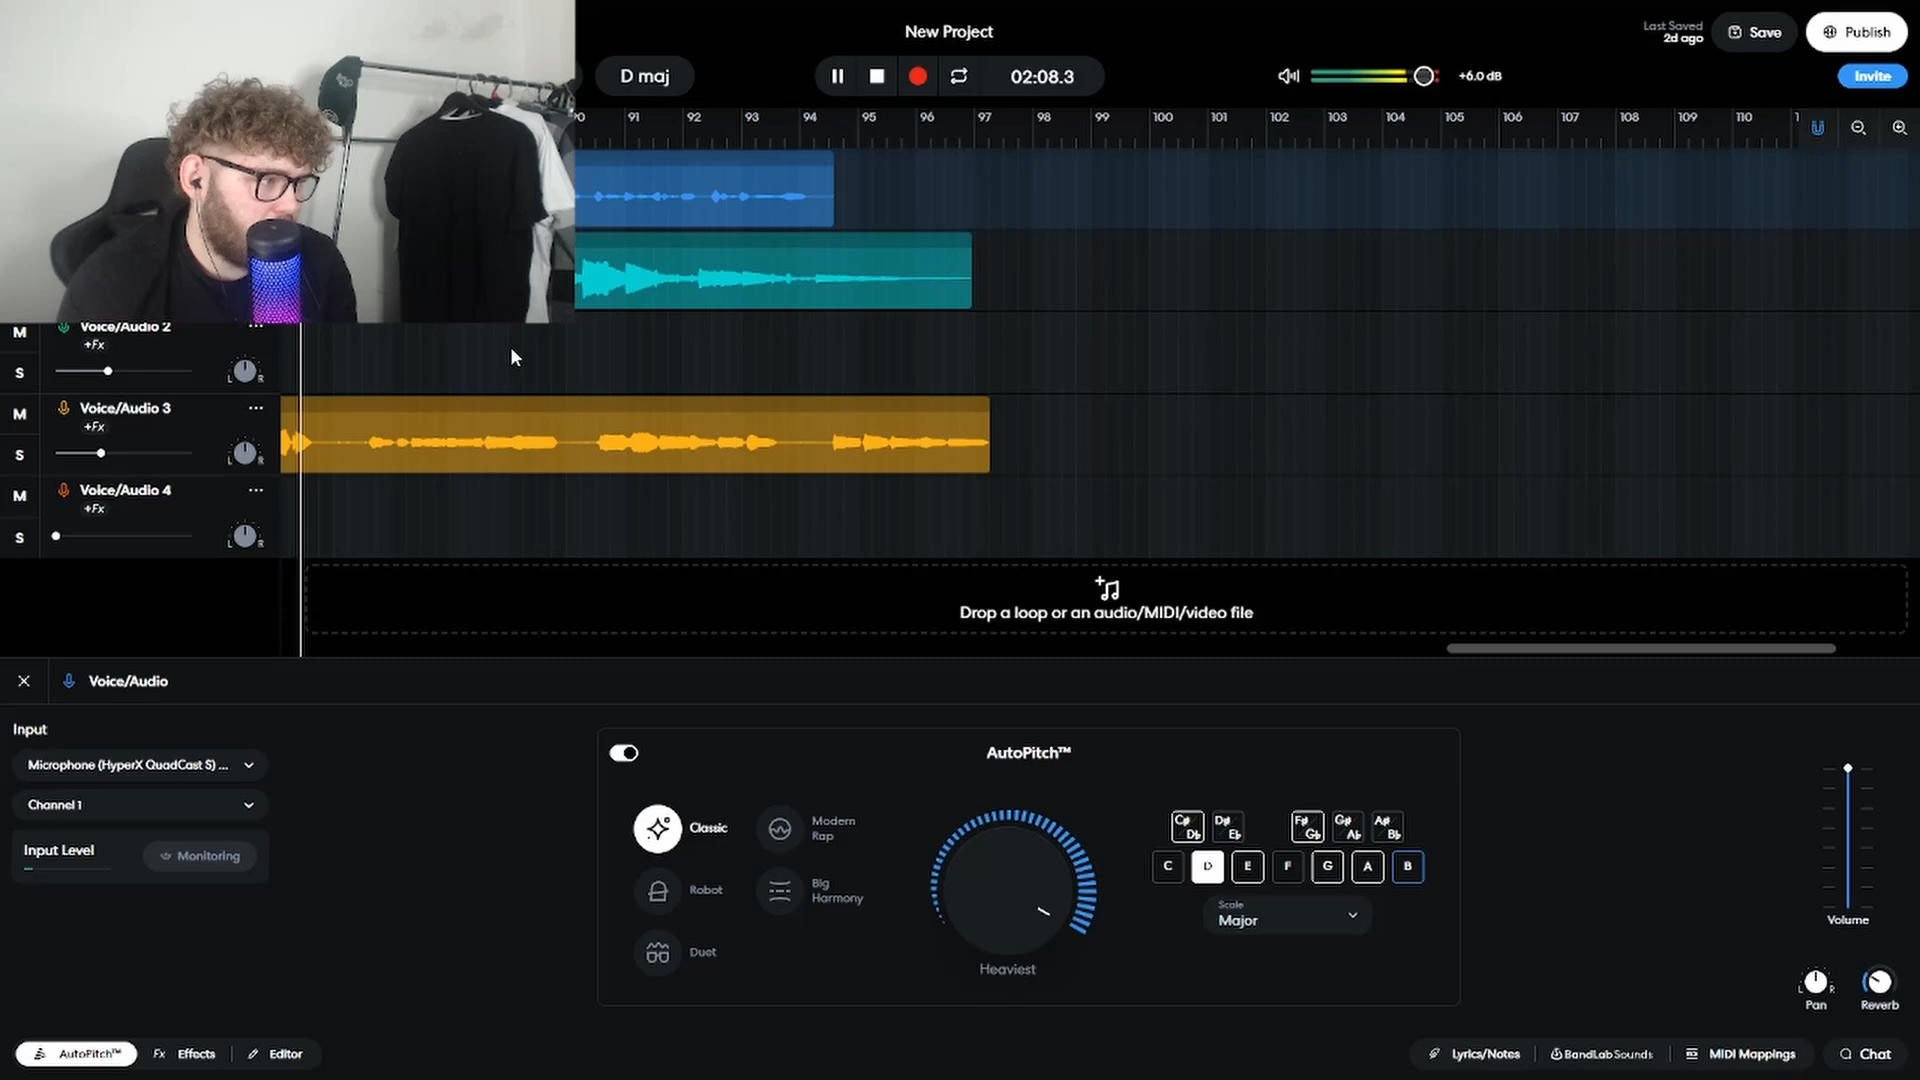 New Project
Last Saved
2d ago
Save
Publish
D maj
02:08.3
+6.0 dB
Invite
90 91 92 93 94 95 96 97 98 99 100 101 102 103 104 105 106 107 108 109 110
M
Voice/Audio 2
...
+Fx
S
L R
M
Voice/Audio 3
...
+Fx
S
L R
M
Voice/Audio 4
...
+Fx
S
L R
Drop a loop or an audio/MIDI/video file
Voice/Audio
Input
Microphone (HyperX QuadCast S) ...
Channel 1
Input Level
Monitoring
AutoPitch™
Classic
Modern
Rap
Robot
Big
Harmony
Duet
Heaviest
C# Db D# Eb F# Gb G# Ab A# Bb
C D E F G A B
Scale
Major
Volume
L R
Pan
Reverb
AutoPitch™
Fx Effects
Editor
Lyrics/Notes
BandLab Sounds
MIDI Mappings
Chat